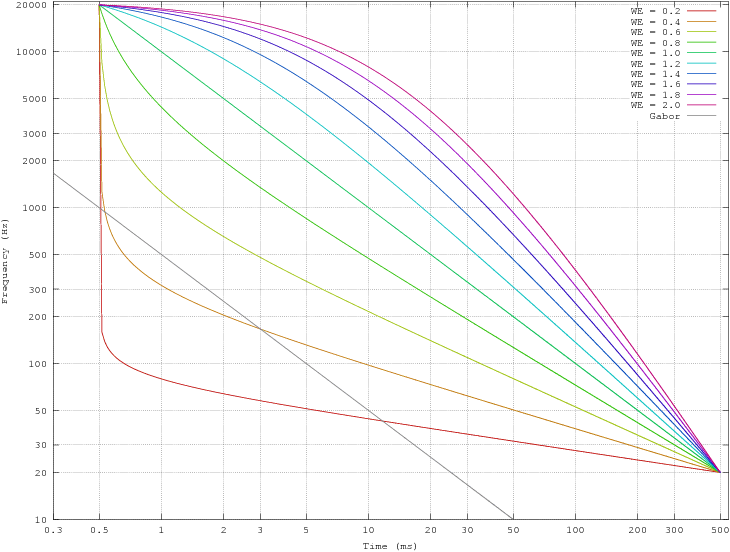 20000
10000
5000
3000
2000
1000
500
300
200
100
50
30
20
10
Frequency (Hz)
WE = 0.2
WE = 0.4
WE = 0.6
WE = 0.8
WE = 1.0
WE = 1.2
WE = 1.4
WE = 1.6
WE = 1.8
WE = 2.0
Gabor
0.3 0.5 1 2 3 5 10 20 30 50 100 200 300 500
Time (ms)